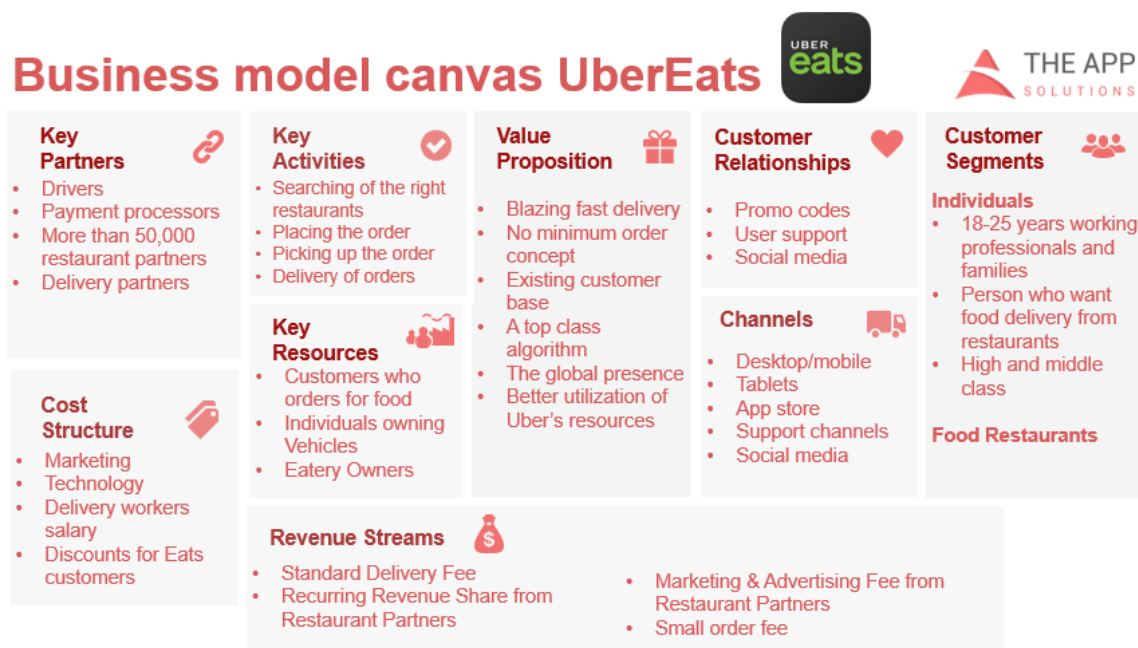 Business model canvas UberEats
UBER
eats
THE APP
SOLUTIONS
Key
Partners
• Drivers
• Payment processors
• More than 50,000
restaurant partners
• Delivery partners
Key
Activities
• Searching of the right
restaurants
• Placing the order
• Picking up the order
• Delivery of orders
Value
Proposition
• Blazing fast delivery
• No minimum order
concept
• Existing customer
base
• A top class
algorithm
• The global presence
• Better utilization of
Uber's resources
Customer
Relationships
• Promo codes
• User support
• Social media
Customer
Segments
Individuals
• 18-25 years working
professionals and
families
• Person who want
food delivery from
restaurants
• High and middle
class
Food Restaurants
Key
Resources
• Customers who
orders for food
• Individuals owning
Vehicles
• Eatery Owners
Channels
• Desktop/mobile
• Tablets
• App store
• Support channels
• Social media
Cost
Structure
• Marketing
• Technology
• Delivery workers
salary
• Discounts for Eats
customers
Revenue Streams
$
• Standard Delivery Fee
• Recurring Revenue Share from
Restaurant Partners
• Marketing & Advertising Fee from
Restaurant Partners
• Small order fee